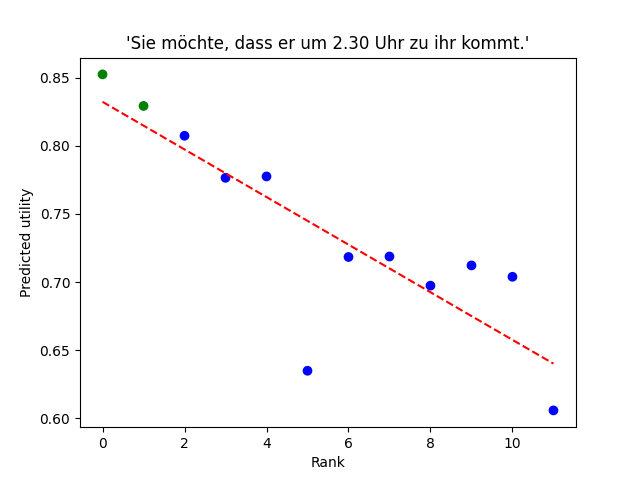 'Sie möchte, dass er um 2.30 Uhr zu ihr kommt.'
0.85
0.80
0.75
0.70
0.65
0.60
Predicted utility
0 2 4 6 8 10
Rank